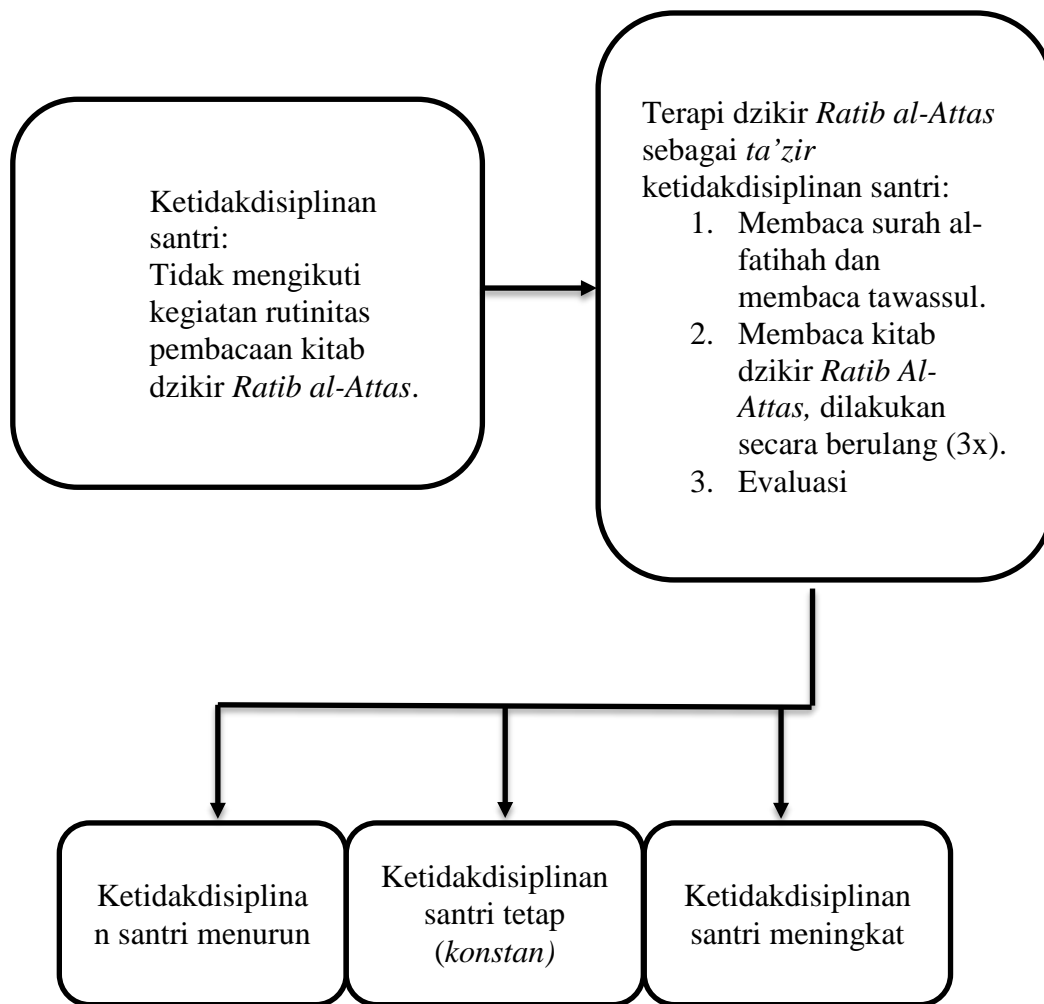 Ketidakdisiplinan
santri:
Tidak mengikuti
kegiatan rutinitas
pembacaan kitab
dzikir Ratib al-Attas.
Terapi dzikir Ratib al-Attas
sebagai ta’zir
ketidakdisiplinan santri:
1. Membaca surah al-
fatihah dan
membaca tawassul.
2. Membaca kitab
dzikir Ratib Al-
Attas, dilakukan
secara berulang (3x).
3. Evaluasi
Ketidakdisiplina
n santri menurun
Ketidakdisiplinan
santri tetap
(konstan)
Ketidakdisiplinan
santri meningkat